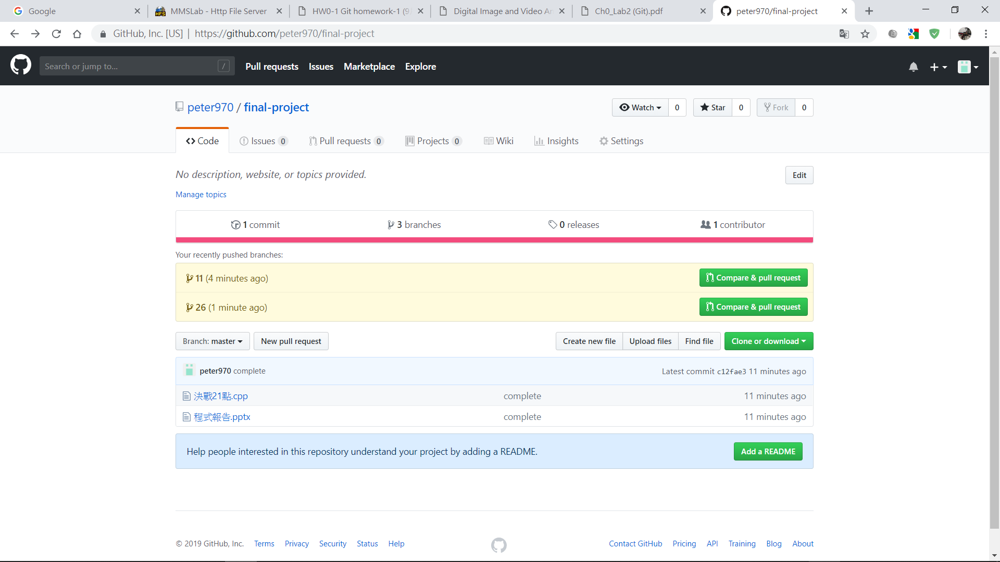 Google
MMSLab - Http File Server
HW0-1 Git homework-1 (9
Digital Image and Video An
Ch0_Lab2 (Git).pdf
peter970/final-project
GitHub, Inc. [US] | https://github.com/peter970/final-project
Search or jump to... /
Pull requests Issues Marketplace Explore
peter970 / final-project
Watch 0 Star 0 Fork 0
Code Issues 0 Pull requests 0 Projects 0 Wiki Insights Settings
No description, website, or topics provided. Edit
Manage topics
1 commit 3 branches 0 releases 1 contributor
Your recently pushed branches:
11 (4 minutes ago) Compare & pull request
26 (1 minute ago) Compare & pull request
Branch: master New pull request Create new file Upload files Find file Clone or download
peter970 complete Latest commit c12fae3 11 minutes ago
決戰21點.cpp complete 11 minutes ago
程式報告.pptx complete 11 minutes ago
Help people interested in this repository understand your project by adding a README. Add a README
© 2019 GitHub, Inc. Terms Privacy Security Status Help Contact GitHub Pricing API Training Blog About